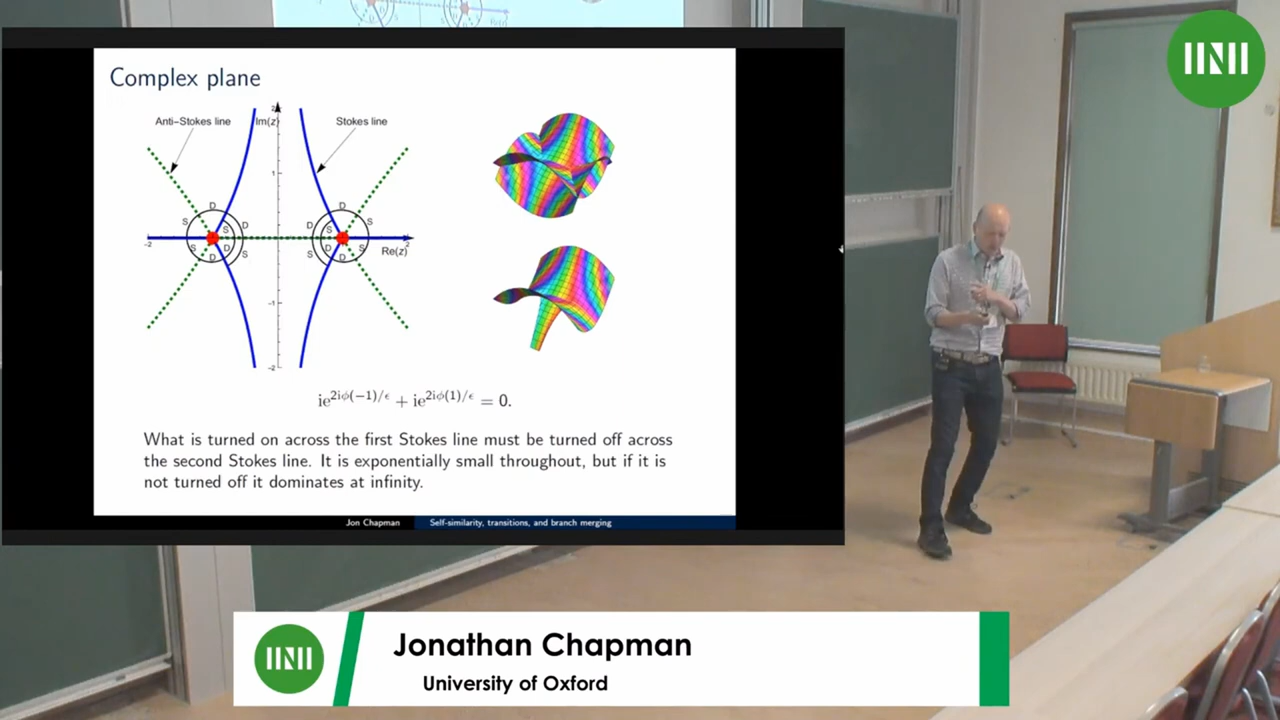 Complex plane
Anti-Stokes line
Im(z)
Stokes line
2
1
D
D
S
S
D
S
D
S
-2
2
Re(z)
S
D
S
S
D
S
D
D
-1
-2
ie^{2iϕ(-1)/ϵ} + ie^{2iϕ(1)/ϵ} = 0.
What is turned on across the first Stokes line must be turned off across
the second Stokes line. It is exponentially small throughout, but if it is
not turned off it dominates at infinity.
Jon Chapman
Self-similarity, transitions, and branch merging
Jonathan Chapman
University of Oxford